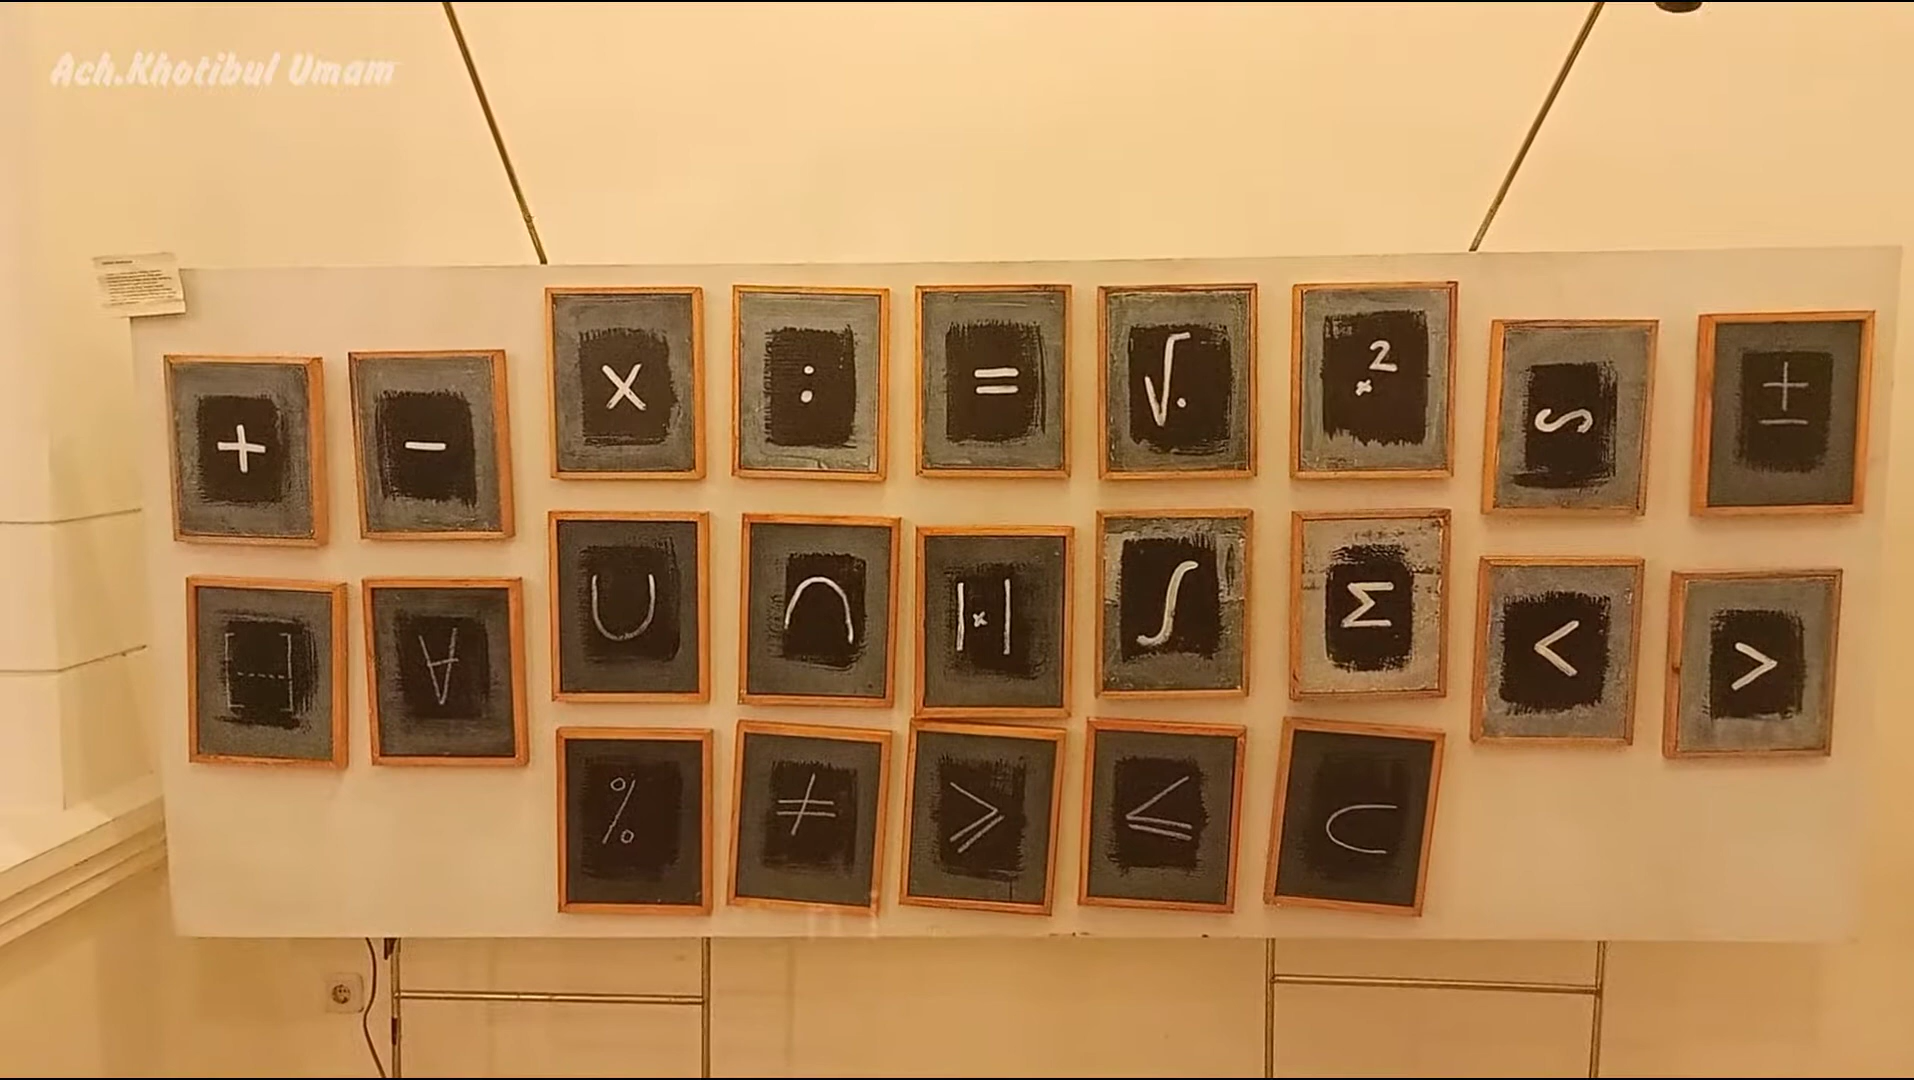 Ach.Khotibul Umam
x : = √. x²
+ - ∽ ±
∪ ∩ |x| ∫ Σ
[---] ∀ < >
% ≠ ⩾ ≤ ⊂